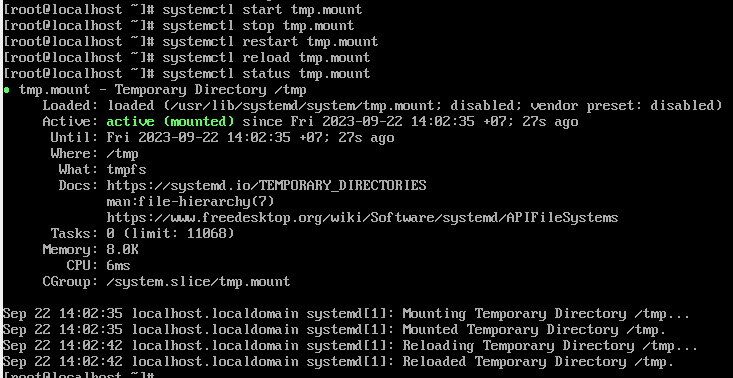 [root@localhost ~]# systemctl start tmp.mount
[root@localhost ~]# systemctl stop tmp.mount
[root@localhost ~]# systemctl restart tmp.mount
[root@localhost ~]# systemctl reload tmp.mount
[root@localhost ~]# systemctl status tmp.mount
● tmp.mount - Temporary Directory /tmp
     Loaded: loaded (/usr/lib/systemd/system/tmp.mount; disabled; vendor preset: disabled)
     Active: active (mounted) since Fri 2023-09-22 14:02:35 +07; 27s ago
      Until: Fri 2023-09-22 14:02:35 +07; 27s ago
      Where: /tmp
       What: tmpfs
       Docs: https://systemd.io/TEMPORARY_DIRECTORIES
             man:file-hierarchy(7)
             https://www.freedesktop.org/wiki/Software/systemd/APIFileSystems
      Tasks: 0 (limit: 11068)
     Memory: 8.0K
        CPU: 6ms
     CGroup: /system.slice/tmp.mount
Sep 22 14:02:35 localhost.localdomain systemd[1]: Mounting Temporary Directory /tmp...
Sep 22 14:02:35 localhost.localdomain systemd[1]: Mounted Temporary Directory /tmp.
Sep 22 14:02:42 localhost.localdomain systemd[1]: Reloading Temporary Directory /tmp...
Sep 22 14:02:42 localhost.localdomain systemd[1]: Reloaded Temporary Directory /tmp.
[root@localhost ~]#